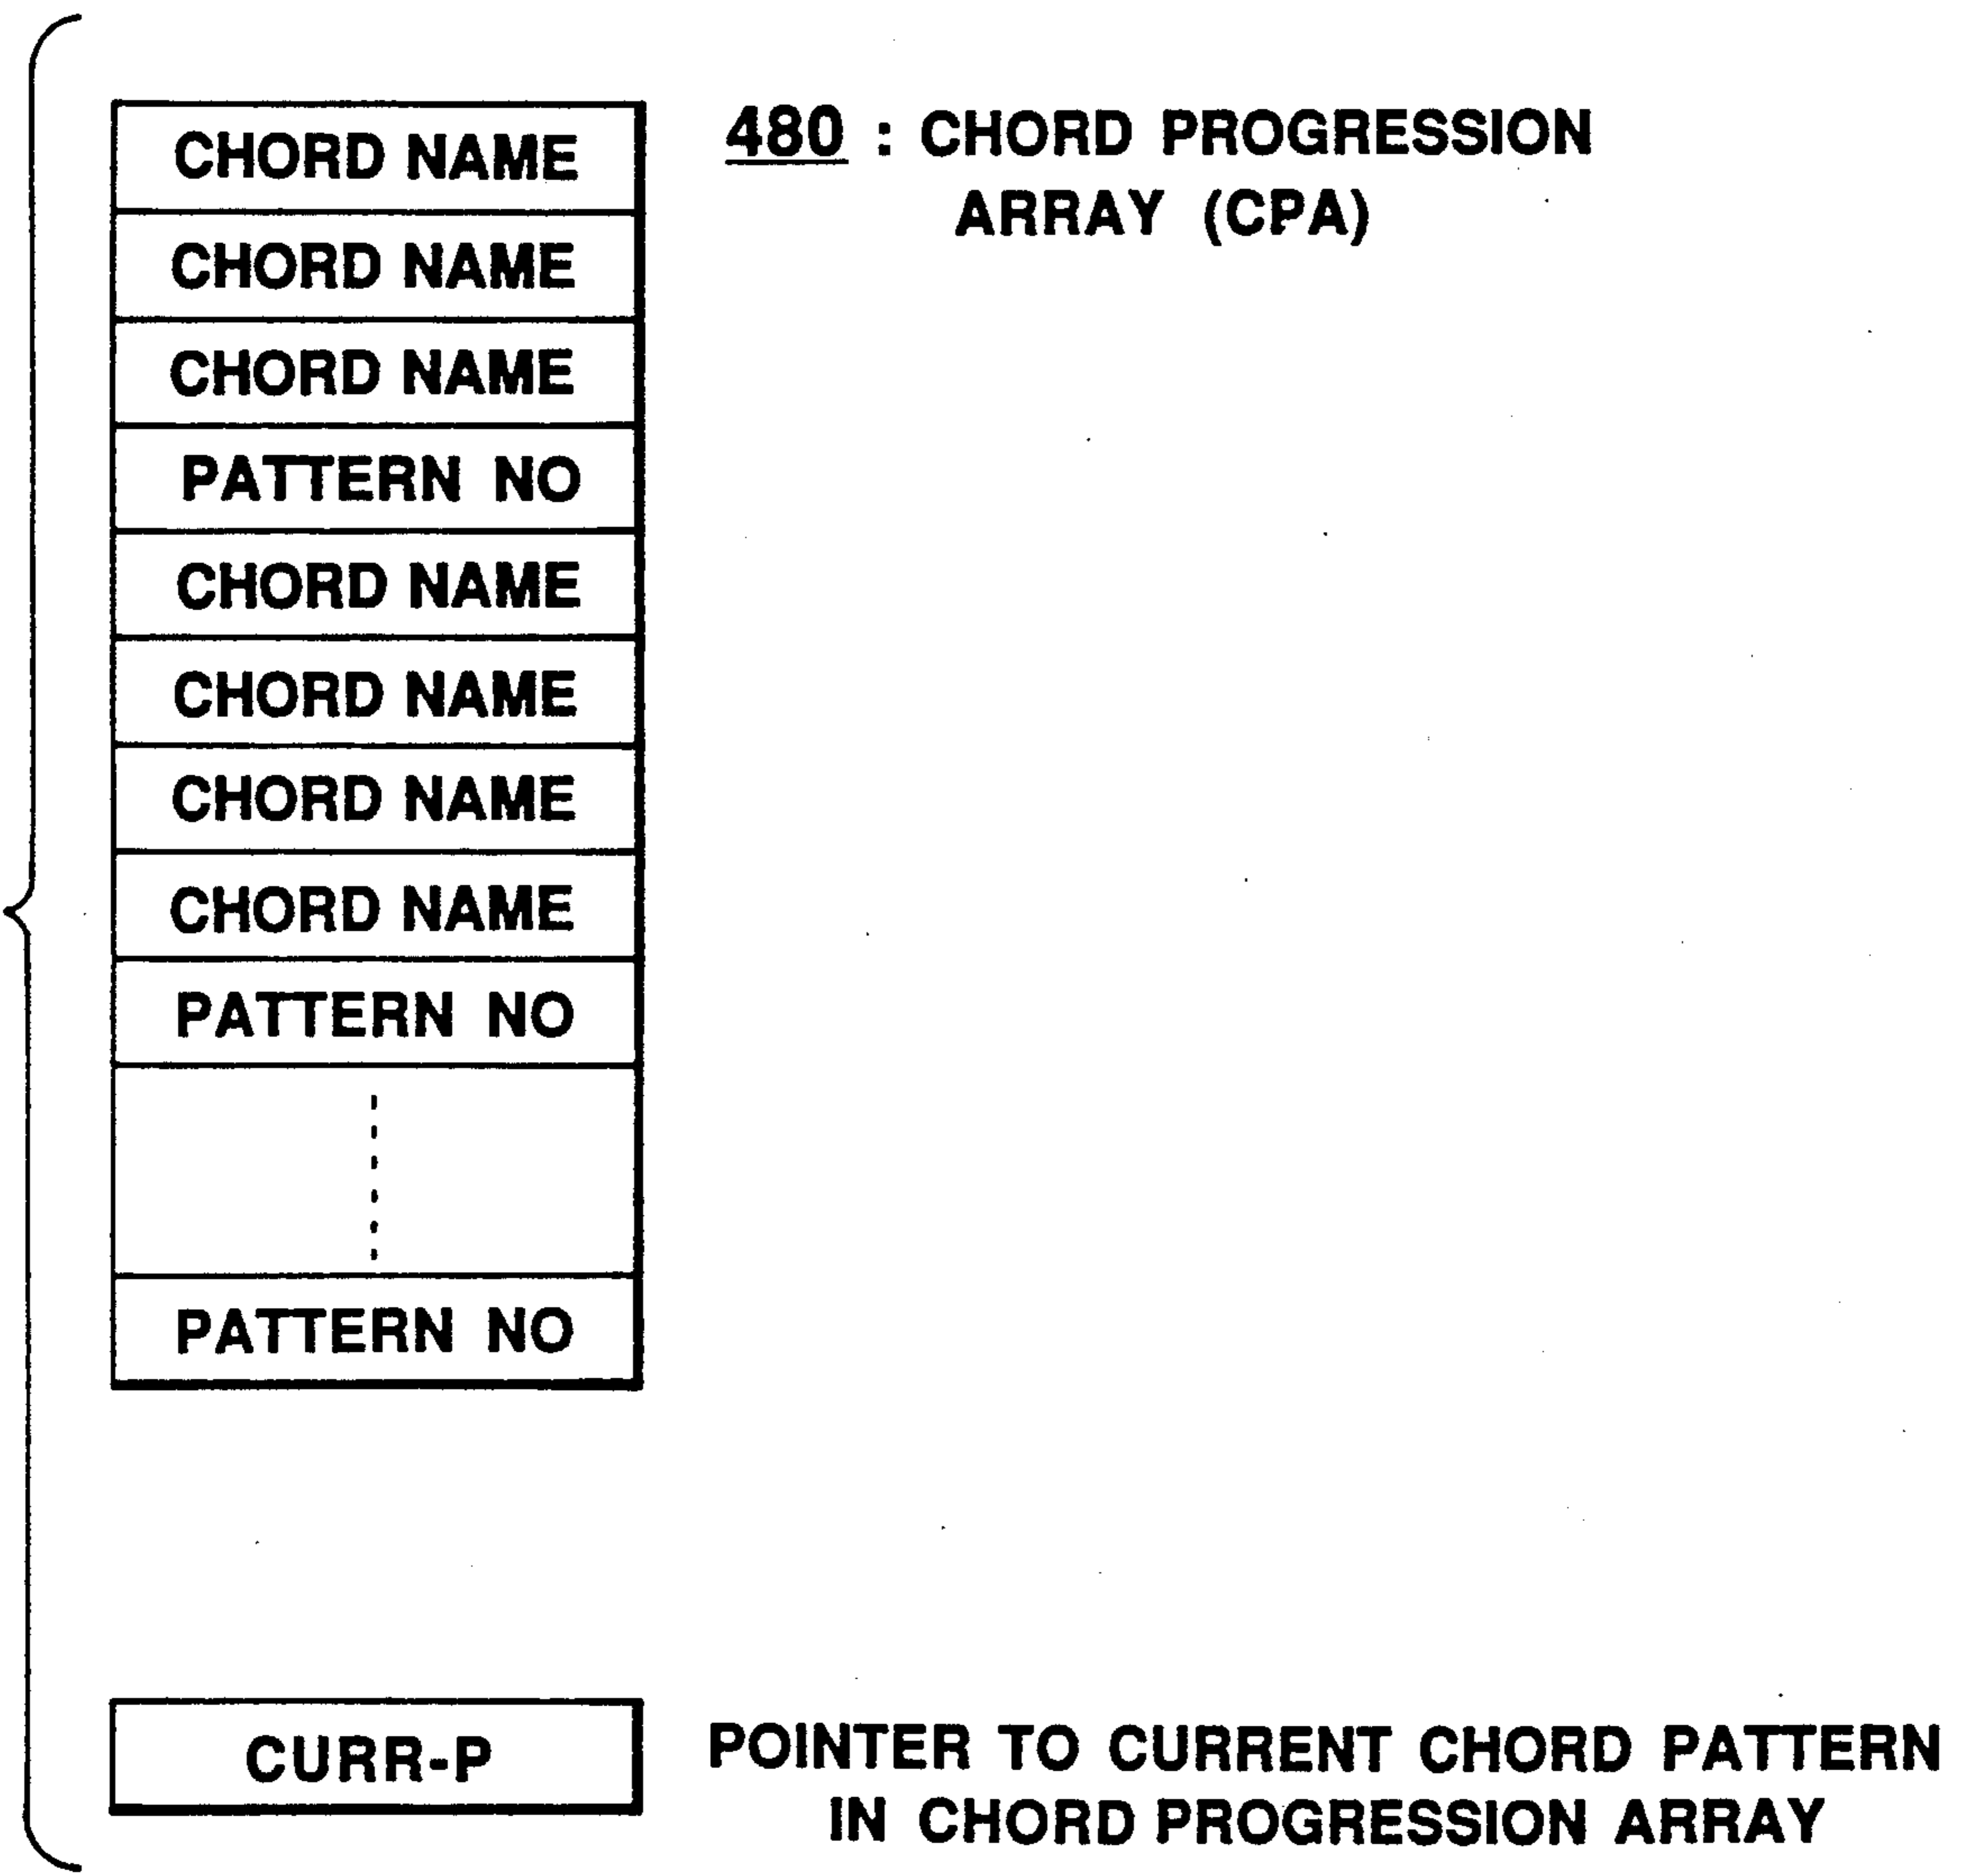 CHORD NAME
CHORD NAME
CHORD NAME
PATTERN NO
CHORD NAME
CHORD NAME
CHORD NAME
CHORD NAME
PATTERN NO
PATTERN NO
480 : CHORD PROGRESSION
ARRAY (CPA)
CURR-P
POINTER TO CURRENT CHORD PATTERN
IN CHORD PROGRESSION ARRAY